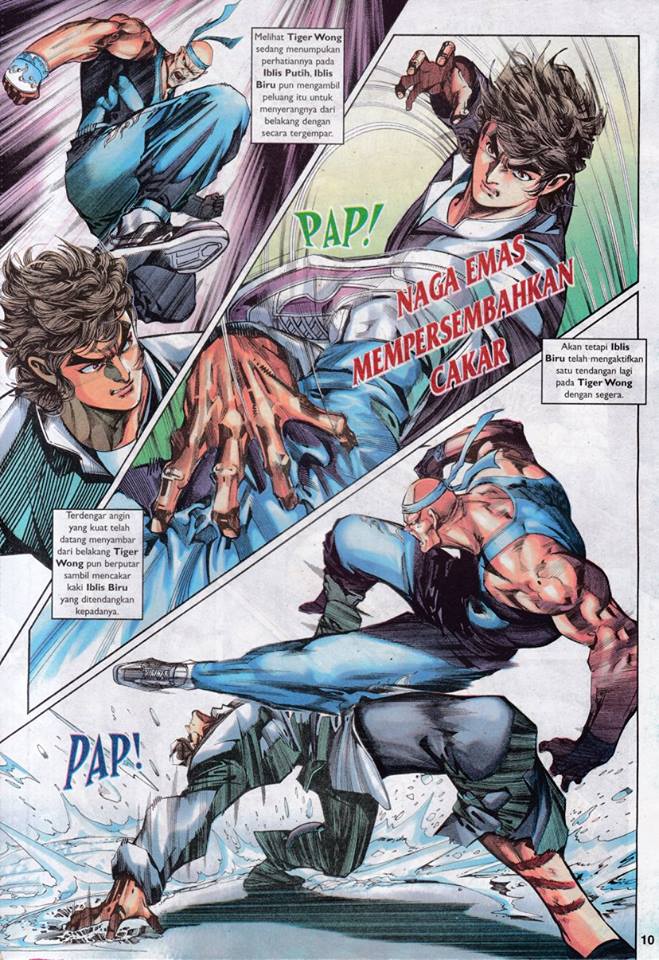 Melihat Tiger Wong
sedang menumpukan
perhatiannya pada
Iblis Putih, Iblis
Biru pun mengambil
peluang itu untuk
menyerangnya dari
belakang dengan
secara tergempar.
PAP!
NAGA EMAS
MEMPERSEMBAHKAN
CAKAR
Terdengar angin
yang kuat telah
datang menyambar
dari belakang Tiger
Wong pun berputar
sambil mencakar
kaki Iblis Biru
yang ditendangkan
kepadanya.
Akan tetapi Iblis
Biru telah mengaktifkan
satu tendangan lagi
pada Tiger Wong
dengan segera.
PAP!
10